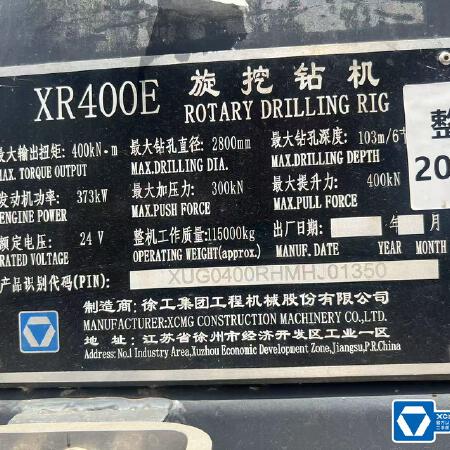 XR400E 旋挖钻机
ROTARY DRILLING RIG
最大输出扭矩: 400kN·m 最大钻孔直径: 2800mm 最大钻孔深度: 103m/6
MAX. TORQUE OUTPUT MAX.DRILLING DIA. MAX.DRILLING DEPTH
发动机功率: 373kW 最大加压力: 300kN 最大提升力: 400kN
ENGINE POWER MAX.PUSH FORCE MAX.PULL FORCE
额定电压: 24V 整机工作质量:115000kg 出厂日期: 年 月
RATED VOLTAGE OPERATING WEIGHT(approx.) MANUF. DATE YEAR MONTH
产品识别代码(PIN): XUG0400RHMHJ01350
制造商: 徐工集团工程机械股份有限公司
MANUFACTURER:XCMG CONSTRUCTION MACHINERY CO.,LTD.
地 址: 江苏省徐州市经济开发区工业一区
Address: No.1 Industry Area,Xuzhou Economic Development Zone,Jiangsu,P.R.China
整
20